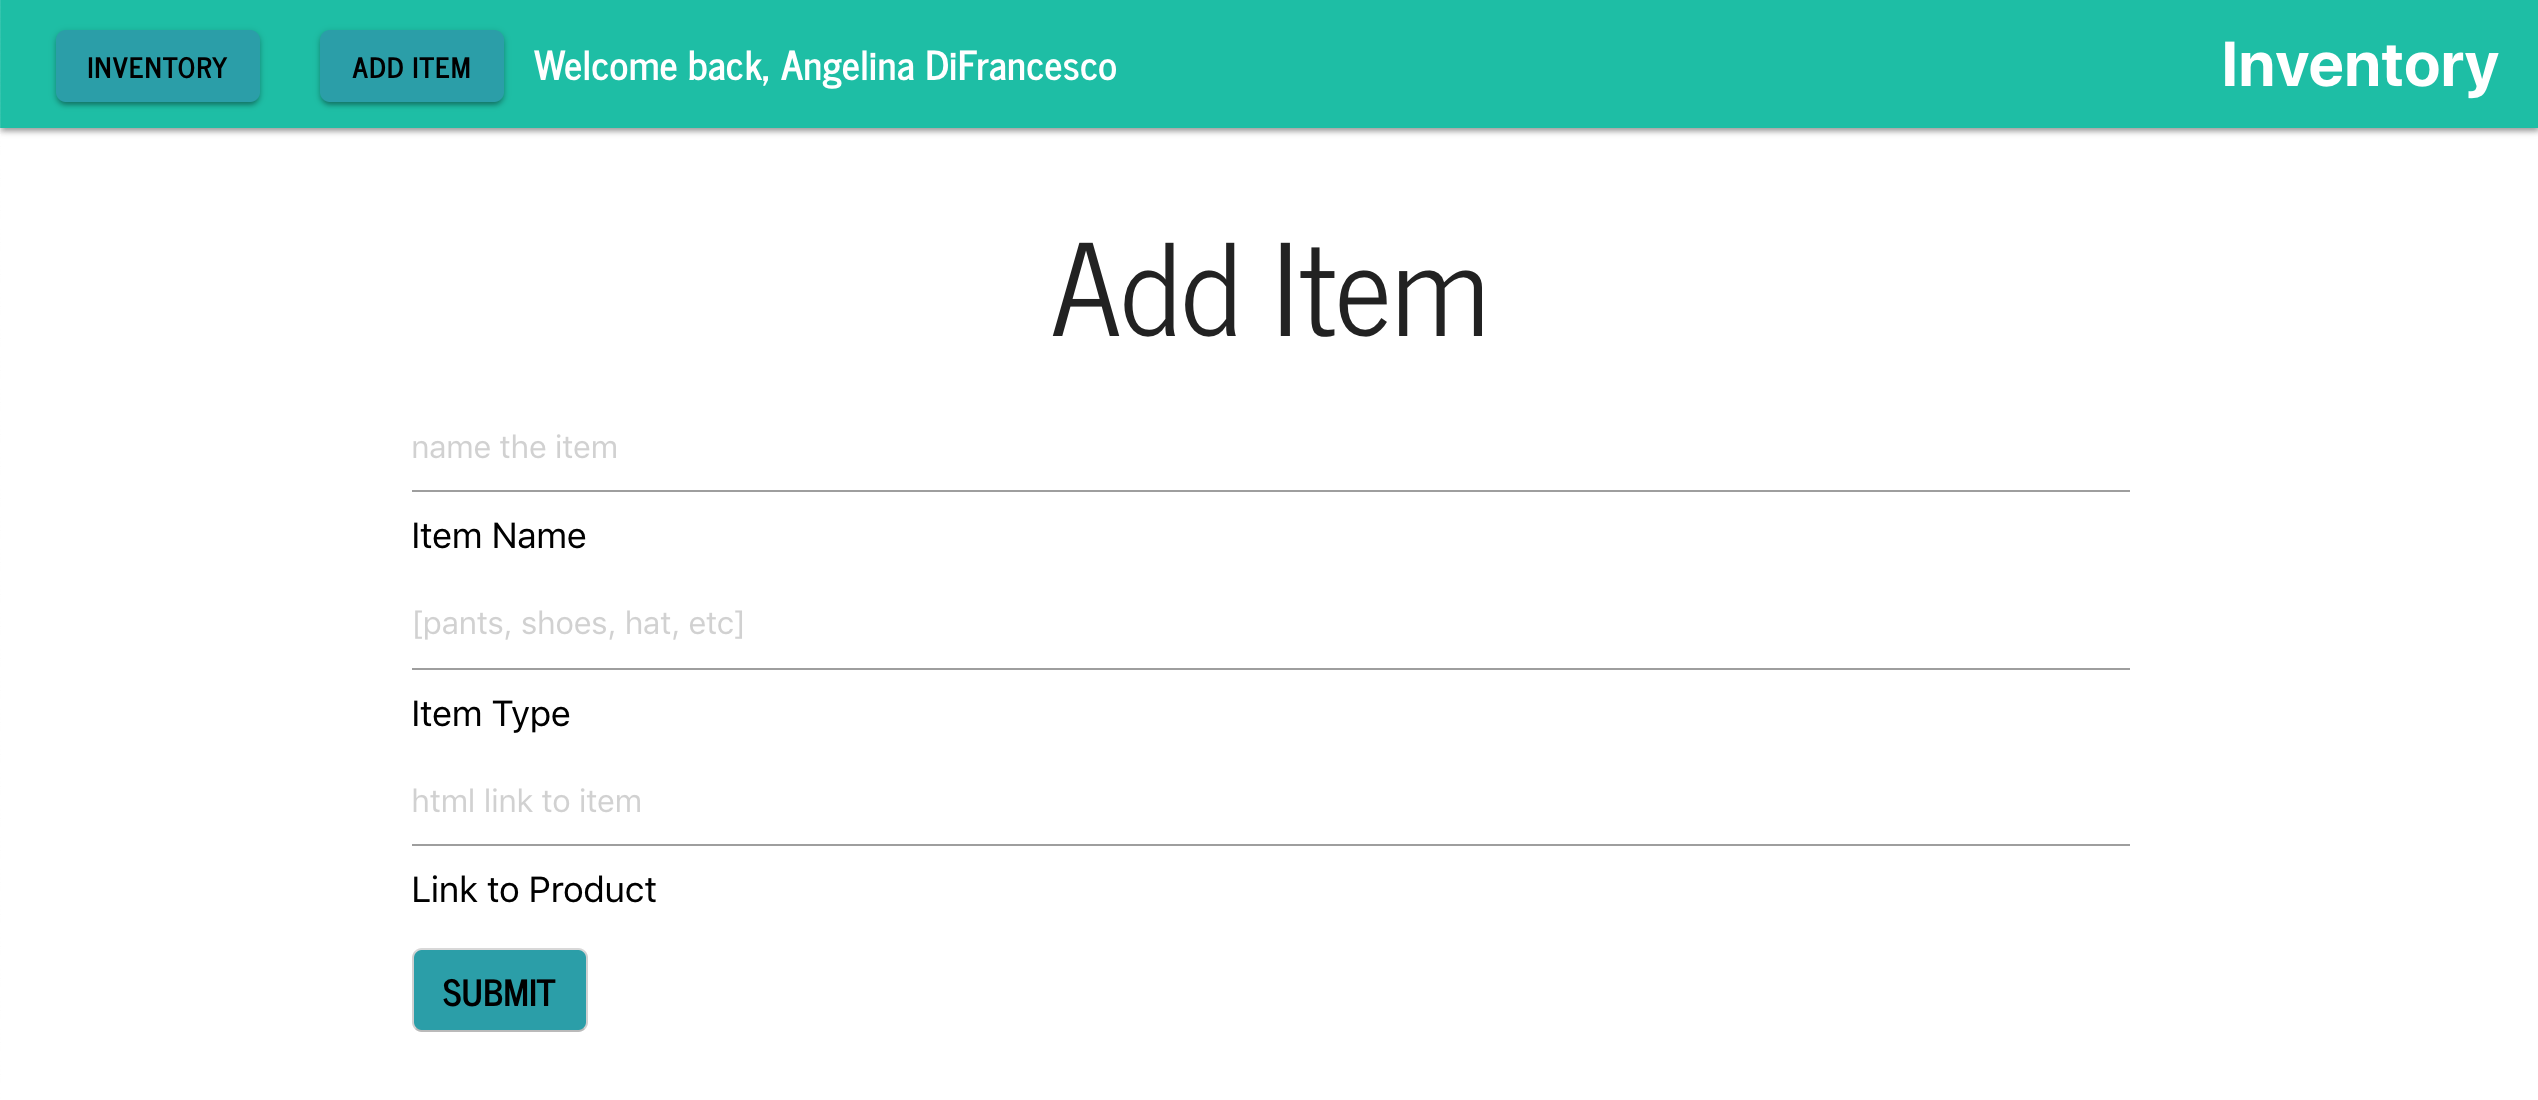 INVENTORY ADD ITEM Welcome back, Angelina DiFrancesco Inventory
Add Item
name the item
Item Name
[pants, shoes, hat, etc]
Item Type
html link to item
Link to Product
SUBMIT